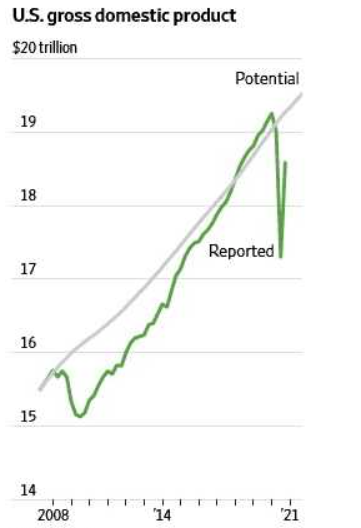 U.S. gross domestic product
$20 trillion
Potential
19
18
Reported
17
16
15
14
2008 '14 '21